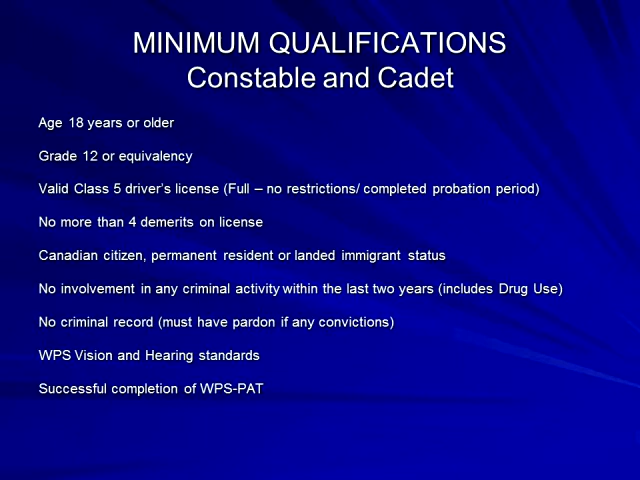 MINIMUM QUALIFICATIONS
Constable and Cadet
Age 18 years or older
Grade 12 or equivalency
Valid Class 5 driver’s license (Full – no restrictions/ completed probation period)
No more than 4 demerits on license
Canadian citizen, permanent resident or landed immigrant status
No involvement in any criminal activity within the last two years (includes Drug Use)
No criminal record (must have pardon if any convictions)
WPS Vision and Hearing standards
Successful completion of WPS-PAT